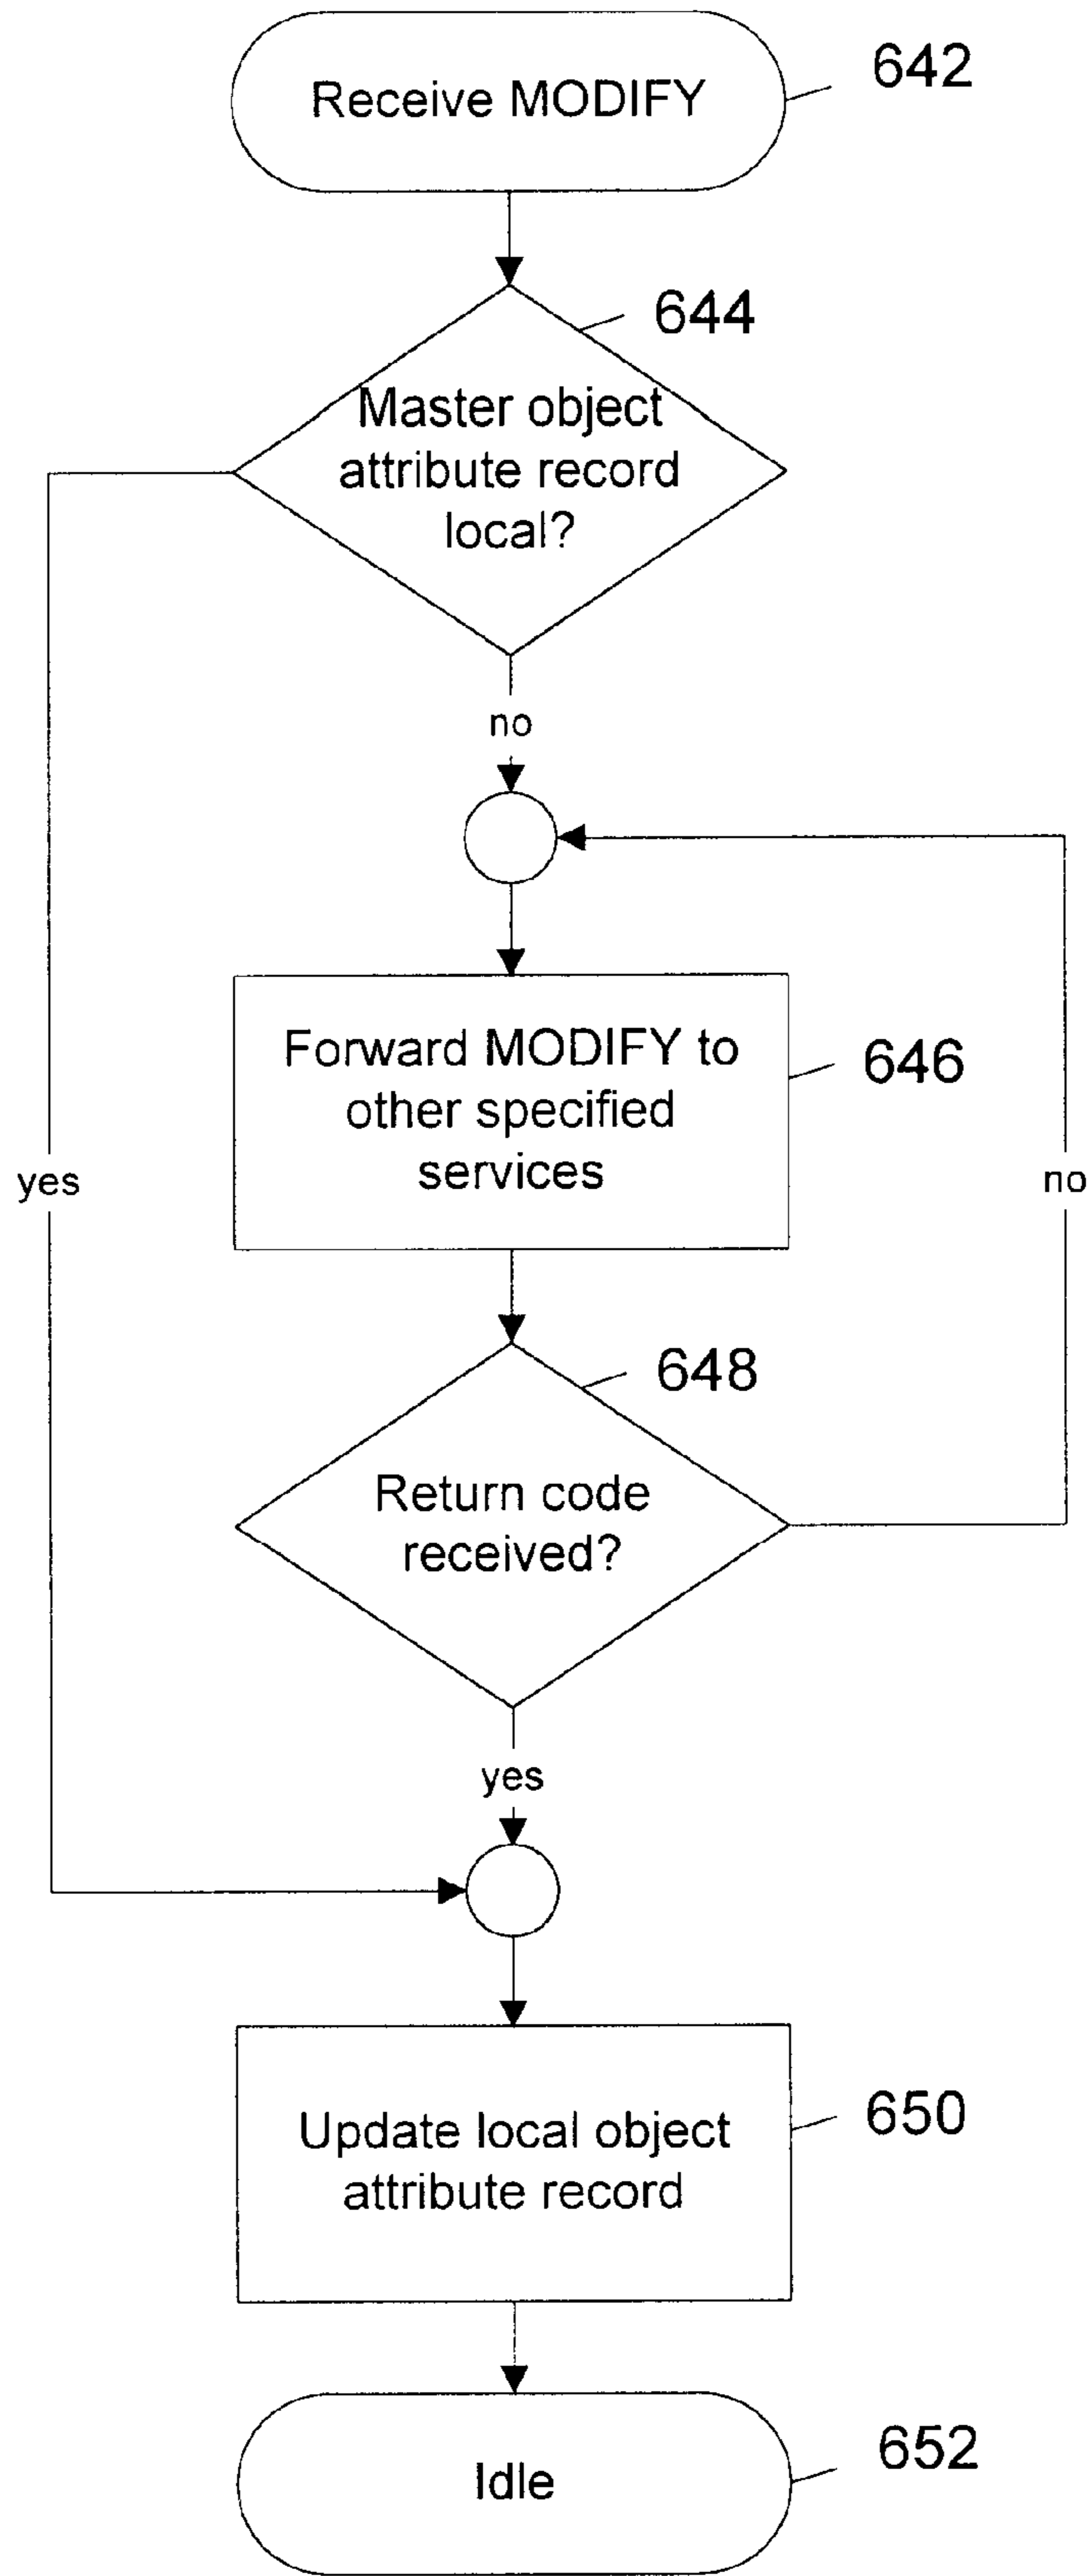 Receive MODIFY
642
644
Master object
attribute record
local?
no
Forward MODIFY to
other specified
services
646
yes
no
648
Return code
received?
yes
Update local object
attribute record
650
Idle
652